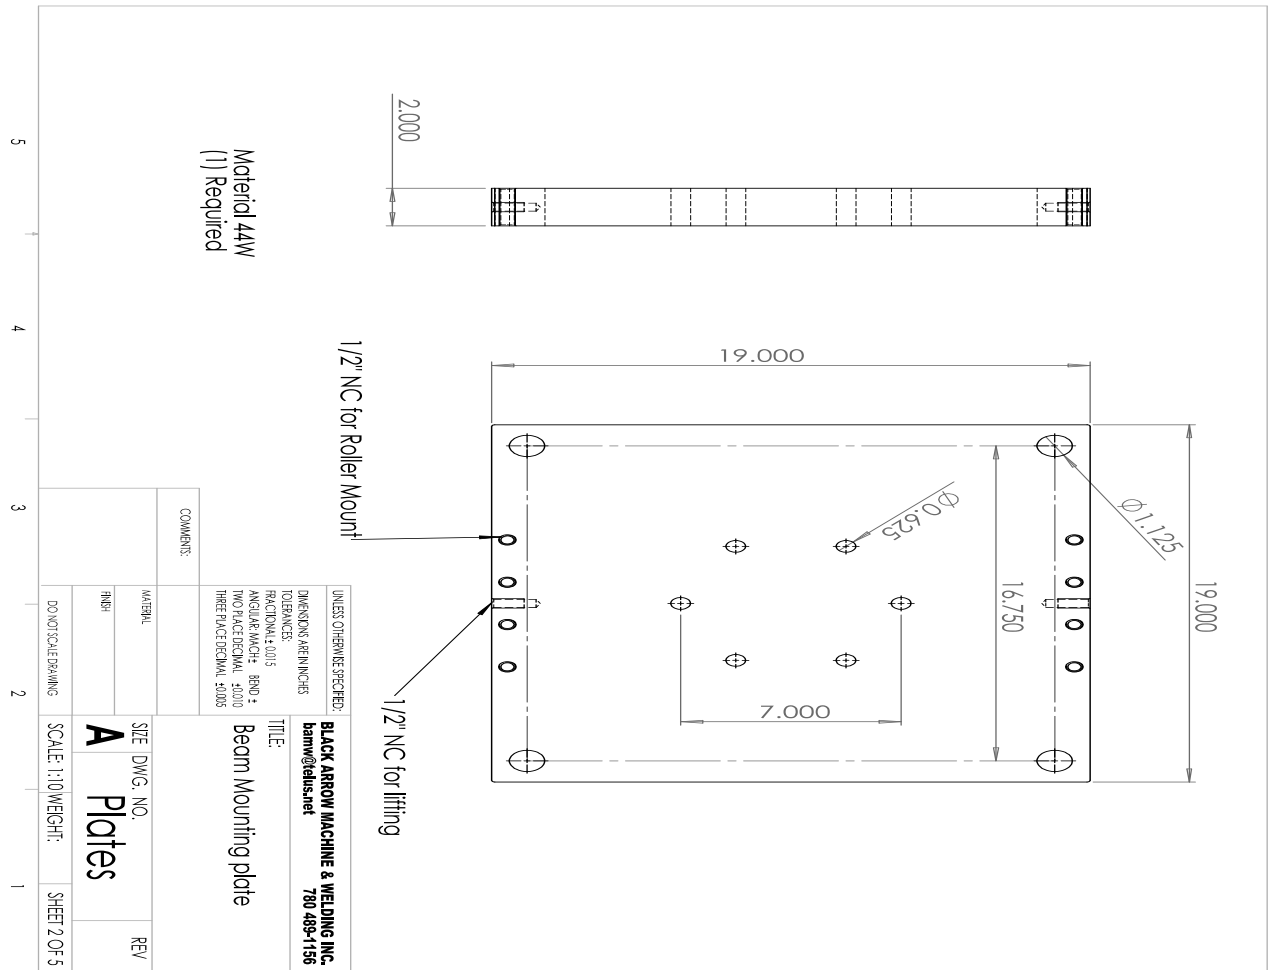 2.000
Material 44W
(1) Required
19.000
19.000
16.750
Ø1.125
Ø0.625
7.000
1/2" NC for Roller Mount
1/2" NC for lifting
UNLESS OTHERWISE SPECIFIED:
DIMENSIONS ARE IN INCHES
TOLERANCES:
FRACTIONAL± 0.015
ANGULAR: MACH± BEND ±
TWO PLACE DECIMAL ±0.010
THREE PLACE DECIMAL ±0.005
COMMENTS:
MATERIAL
FINISH
DO NOT SCALE DRAWING
BLACK ARROW MACHINE & WELDING INC.
bamw@telus.net 780 489-1156
TITLE:
Beam Mounting plate
SIZE DWG. NO. REV
A Plates
SCALE: 1:10 WEIGHT: SHEET 2 OF 5
5 4 3 2 1